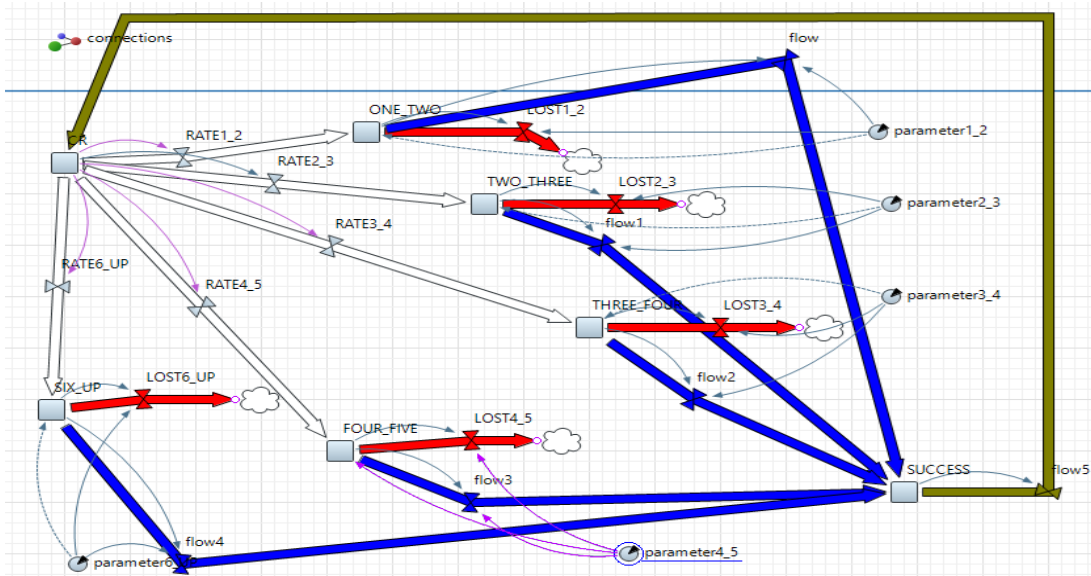 connections
flow
ONE_TWO
LOST1_2
parameter1_2
CR
RATE1_2
RATE2_3
TWO_THREE
LOST2_3
parameter2_3
RATE3_4
flow1
RATE6_UP
RATE4_5
THREE_FOUR
LOST3_4
parameter3_4
SIX_UP
LOST6_UP
flow2
FOUR_FIVE
LOST4_5
SUCCESS
flow5
flow3
flow4
parameter6_UP
parameter4_5